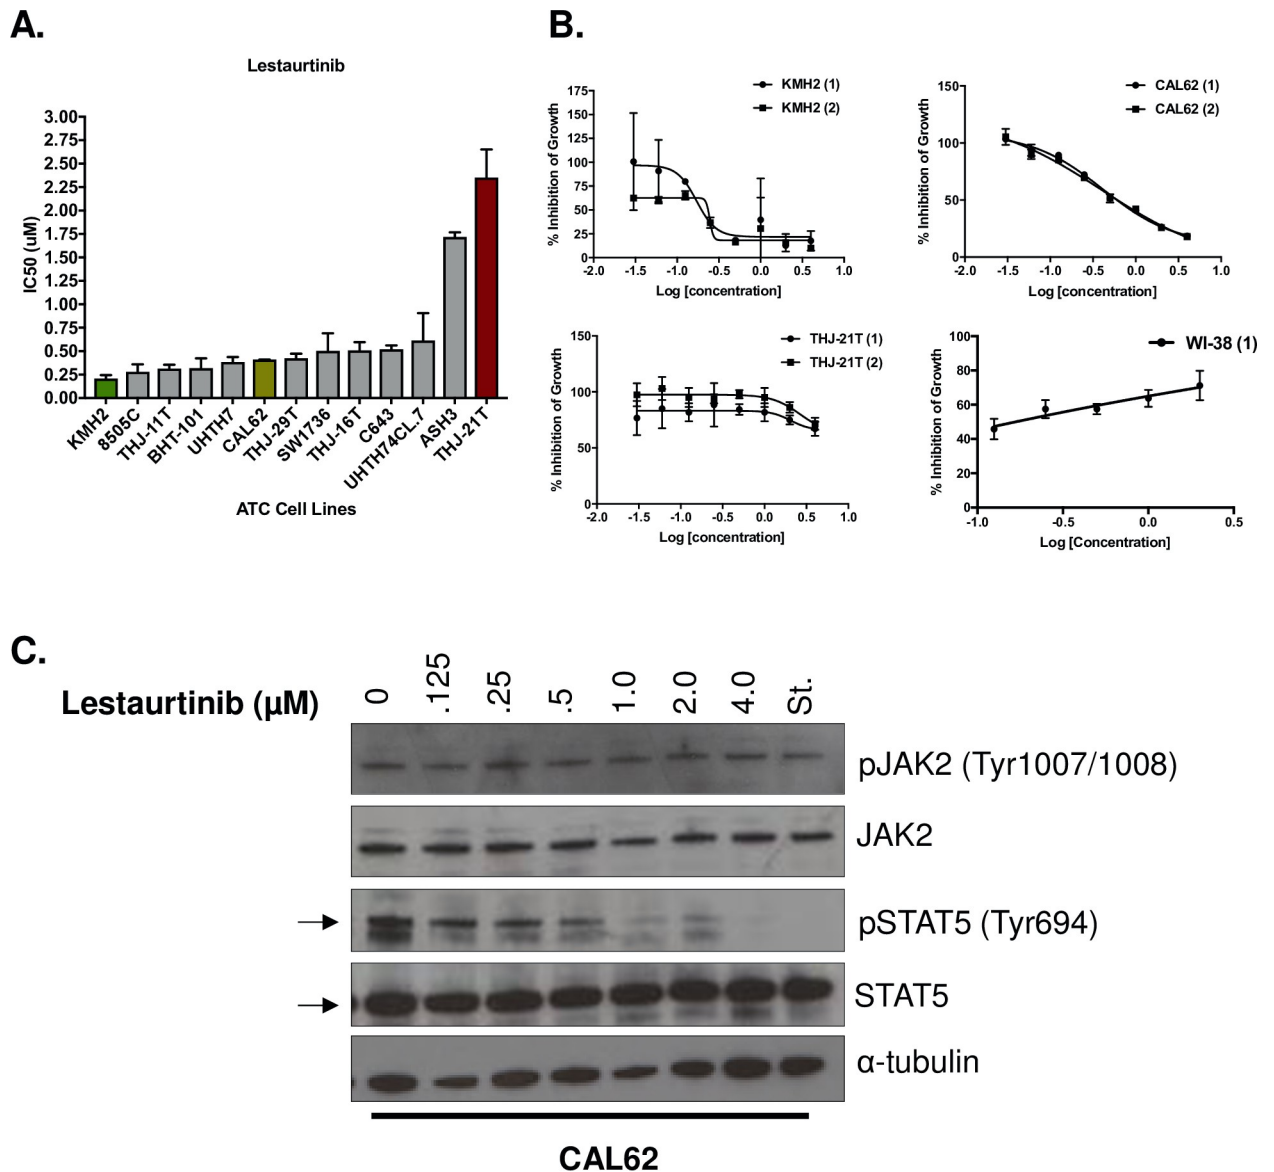 A.
Lestaurtinib
IC50 (uM)
3.00
2.75
2.50
2.25
2.00
1.75
1.50
1.25
1.00
0.75
0.50
0.25
0.00
KMH2
8505C
THJ-11T
BHT-101
UHTH7
CAL62
THJ-29T
SW1736
THJ-16T
C643
UHTH74CL.7
ASH3
THJ-21T
ATC Cell Lines
B.
KMH2 (1)
KMH2 (2)
% Inhibition of Growth
175
150
125
100
75
50
25
0
-2.0 -1.5 -1.0 -0.5 0.0 0.5 1.0
Log [concentration]
CAL62 (1)
CAL62 (2)
% Inhibition of Growth
150
100
50
0
-2.0 -1.5 -1.0 -0.5 0.0 0.5 1.0
Log [concentration]
THJ-21T (1)
THJ-21T (2)
% Inhibition of Growth
150
100
50
0
-2.0 -1.5 -1.0 -0.5 0.0 0.5 1.0
Log [concentration]
WI-38 (1)
% Inhibition of Growth
100
80
60
40
20
0
-1.0 -0.5 0.0 0.5
Log [Concentration]
C.
Lestaurtinib (µM) 0 .125 .25 .5 1.0 2.0 4.0 St.
pJAK2 (Tyr1007/1008)
JAK2
pSTAT5 (Tyr694)
STAT5
α-tubulin
CAL62